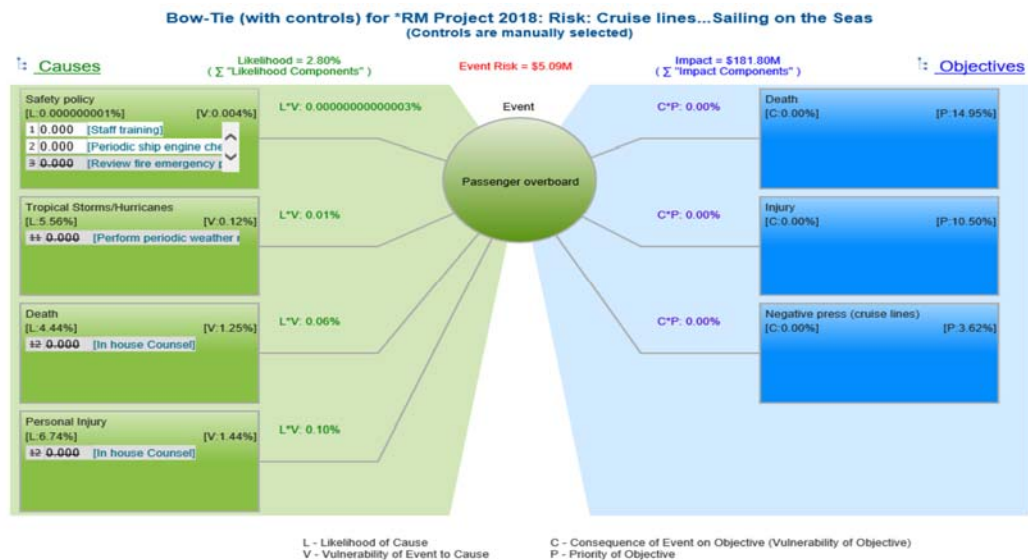 Bow-Tie (with controls) for *RM Project 2018: Risk: Cruise lines...Sailing on the Seas
(Controls are manually selected)
Causes
Likelihood = 2.80%
( ∑ "Likelihood Components" )
Event Risk = $5.09M
Impact = $181.80M
( ∑ "Impact Components" )
Objectives
Safety policy
[L:0.000000001%] [V:0.004%]
1 0.000 [Staff training]
2 0.000 [Periodic ship engine che
3 0.000 [Review fire emergency p
L*V: 0.00000000000003%
Event
Passenger overboard
C*P: 0.00%
Death
[C:0.00%] [P:14.95%]
Tropical Storms/Hurricanes
[L:5.56%] [V:0.12%]
11 0.000 [Perform periodic weather r
L*V: 0.01%
C*P: 0.00%
Injury
[C:0.00%] [P:10.50%]
Death
[L:4.44%] [V:1.25%]
12 0.000 [In house Counsel]
L*V: 0.06%
C*P: 0.00%
Negative press (cruise lines)
[C:0.00%] [P:3.62%]
Personal Injury
[L:6.74%] [V:1.44%]
12 0.000 [In house Counsel]
L*V: 0.10%
L - Likelihood of Cause
V - Vulnerability of Event to Cause
C - Consequence of Event on Objective (Vulnerability of Objective)
P - Priority of Objective